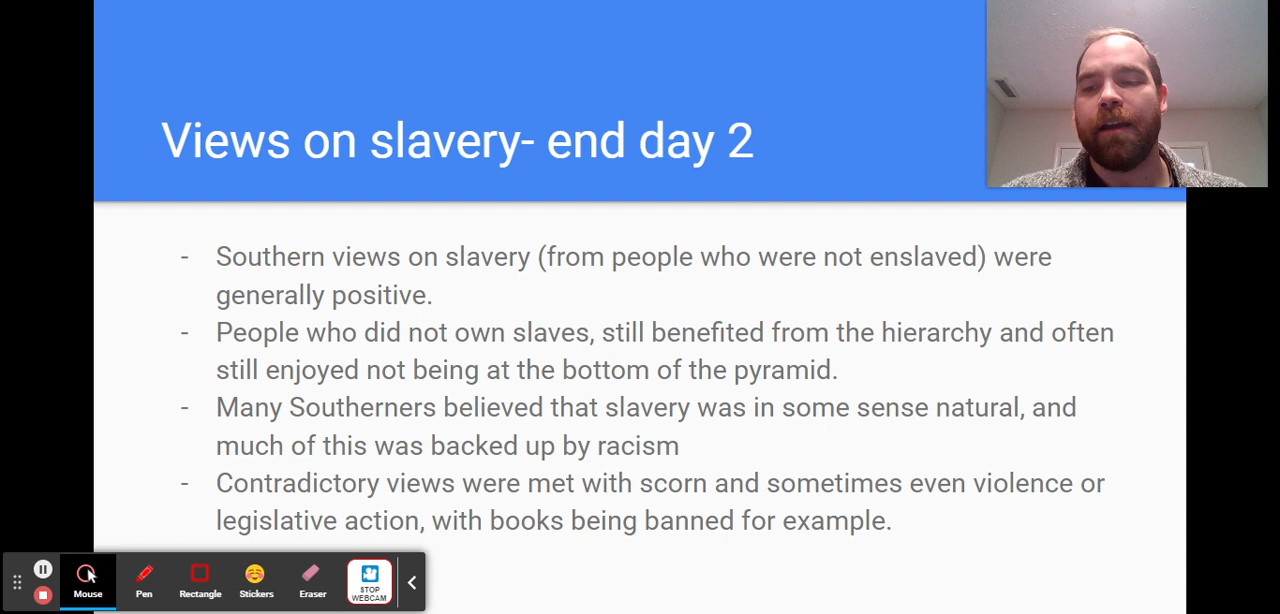 Views on slavery- end day 2
- Southern views on slavery (from people who were not enslaved) were
generally positive.
- People who did not own slaves, still benefited from the hierarchy and often
still enjoyed not being at the bottom of the pyramid.
- Many Southerners believed that slavery was in some sense natural, and
much of this was backed up by racism
- Contradictory views were met with scorn and sometimes even violence or
legislative action, with books being banned for example.
Mouse Pen Rectangle Stickers Eraser
STOP
WEBCAM